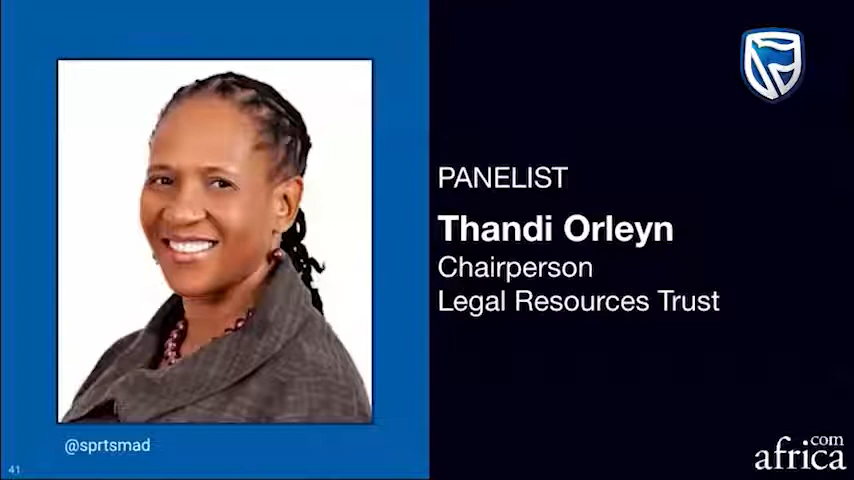 PANELIST
Thandi Orleyn
Chairperson
Legal Resources Trust
@sprtsmad
41
africa.com